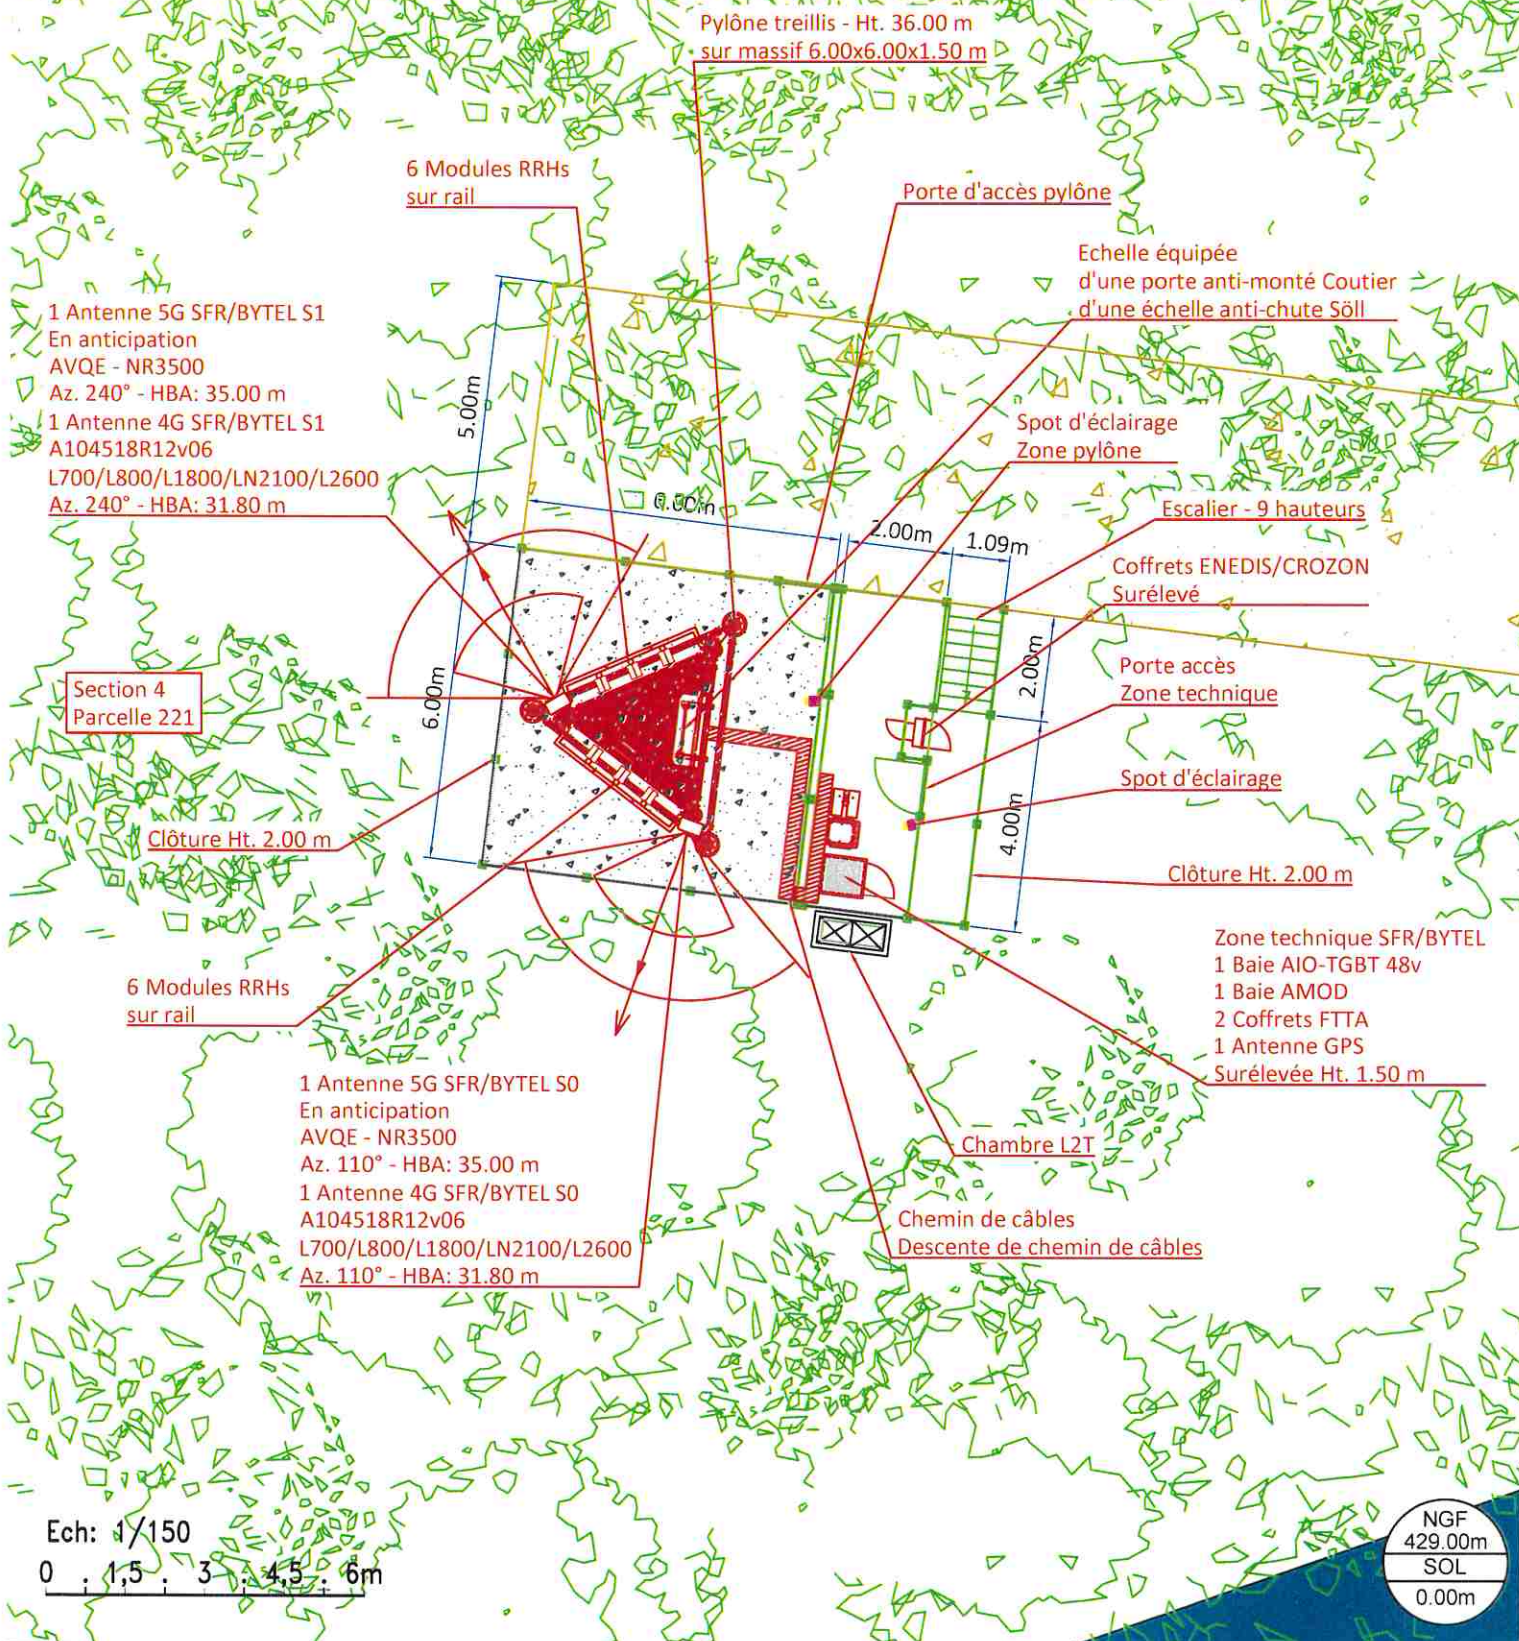 Pylône treillis - Ht. 36.00 m
sur massif 6.00x6.00x1.50 m
6 Modules RRHs
sur rail
Porte d'accès pylône
Echelle équipée
d'une porte anti-monté Coutier
d'une échelle anti-chute Söll
1 Antenne 5G SFR/BYTEL S1
En anticipation
AVQE - NR3500
Az. 240° - HBA: 35.00 m
1 Antenne 4G SFR/BYTEL S1
A104518R12v06
L700/L800/L1800/LN2100/L2600
Az. 240° - HBA: 31.80 m
5.00m
Spot d'éclairage
Zone pylône
6.00m
2.00m
1.09m
Escalier - 9 hauteurs
Coffrets ENEDIS/CROZON
Surélevé
2.00m
Porte accès
Zone technique
Section 4
Parcelle 221
6.00m
Spot d'éclairage
4.00m
Clôture Ht. 2.00 m
Clôture Ht. 2.00 m
Zone technique SFR/BYTEL
1 Baie AIO-TGBT 48v
1 Baie AMOD
2 Coffrets FTTA
1 Antenne GPS
Surélevée Ht. 1.50 m
6 Modules RRHs
sur rail
1 Antenne 5G SFR/BYTEL S0
En anticipation
AVQE - NR3500
Az. 110° - HBA: 35.00 m
1 Antenne 4G SFR/BYTEL S0
A104518R12v06
L700/L800/L1800/LN2100/L2600
Az. 110° - HBA: 31.80 m
Chambre L2T
Chemin de câbles
Descente de chemin de câbles
Ech: 1/150
0 . 1,5 . 3 . 4,5 . 6m
NGF
429.00m
SOL
0.00m